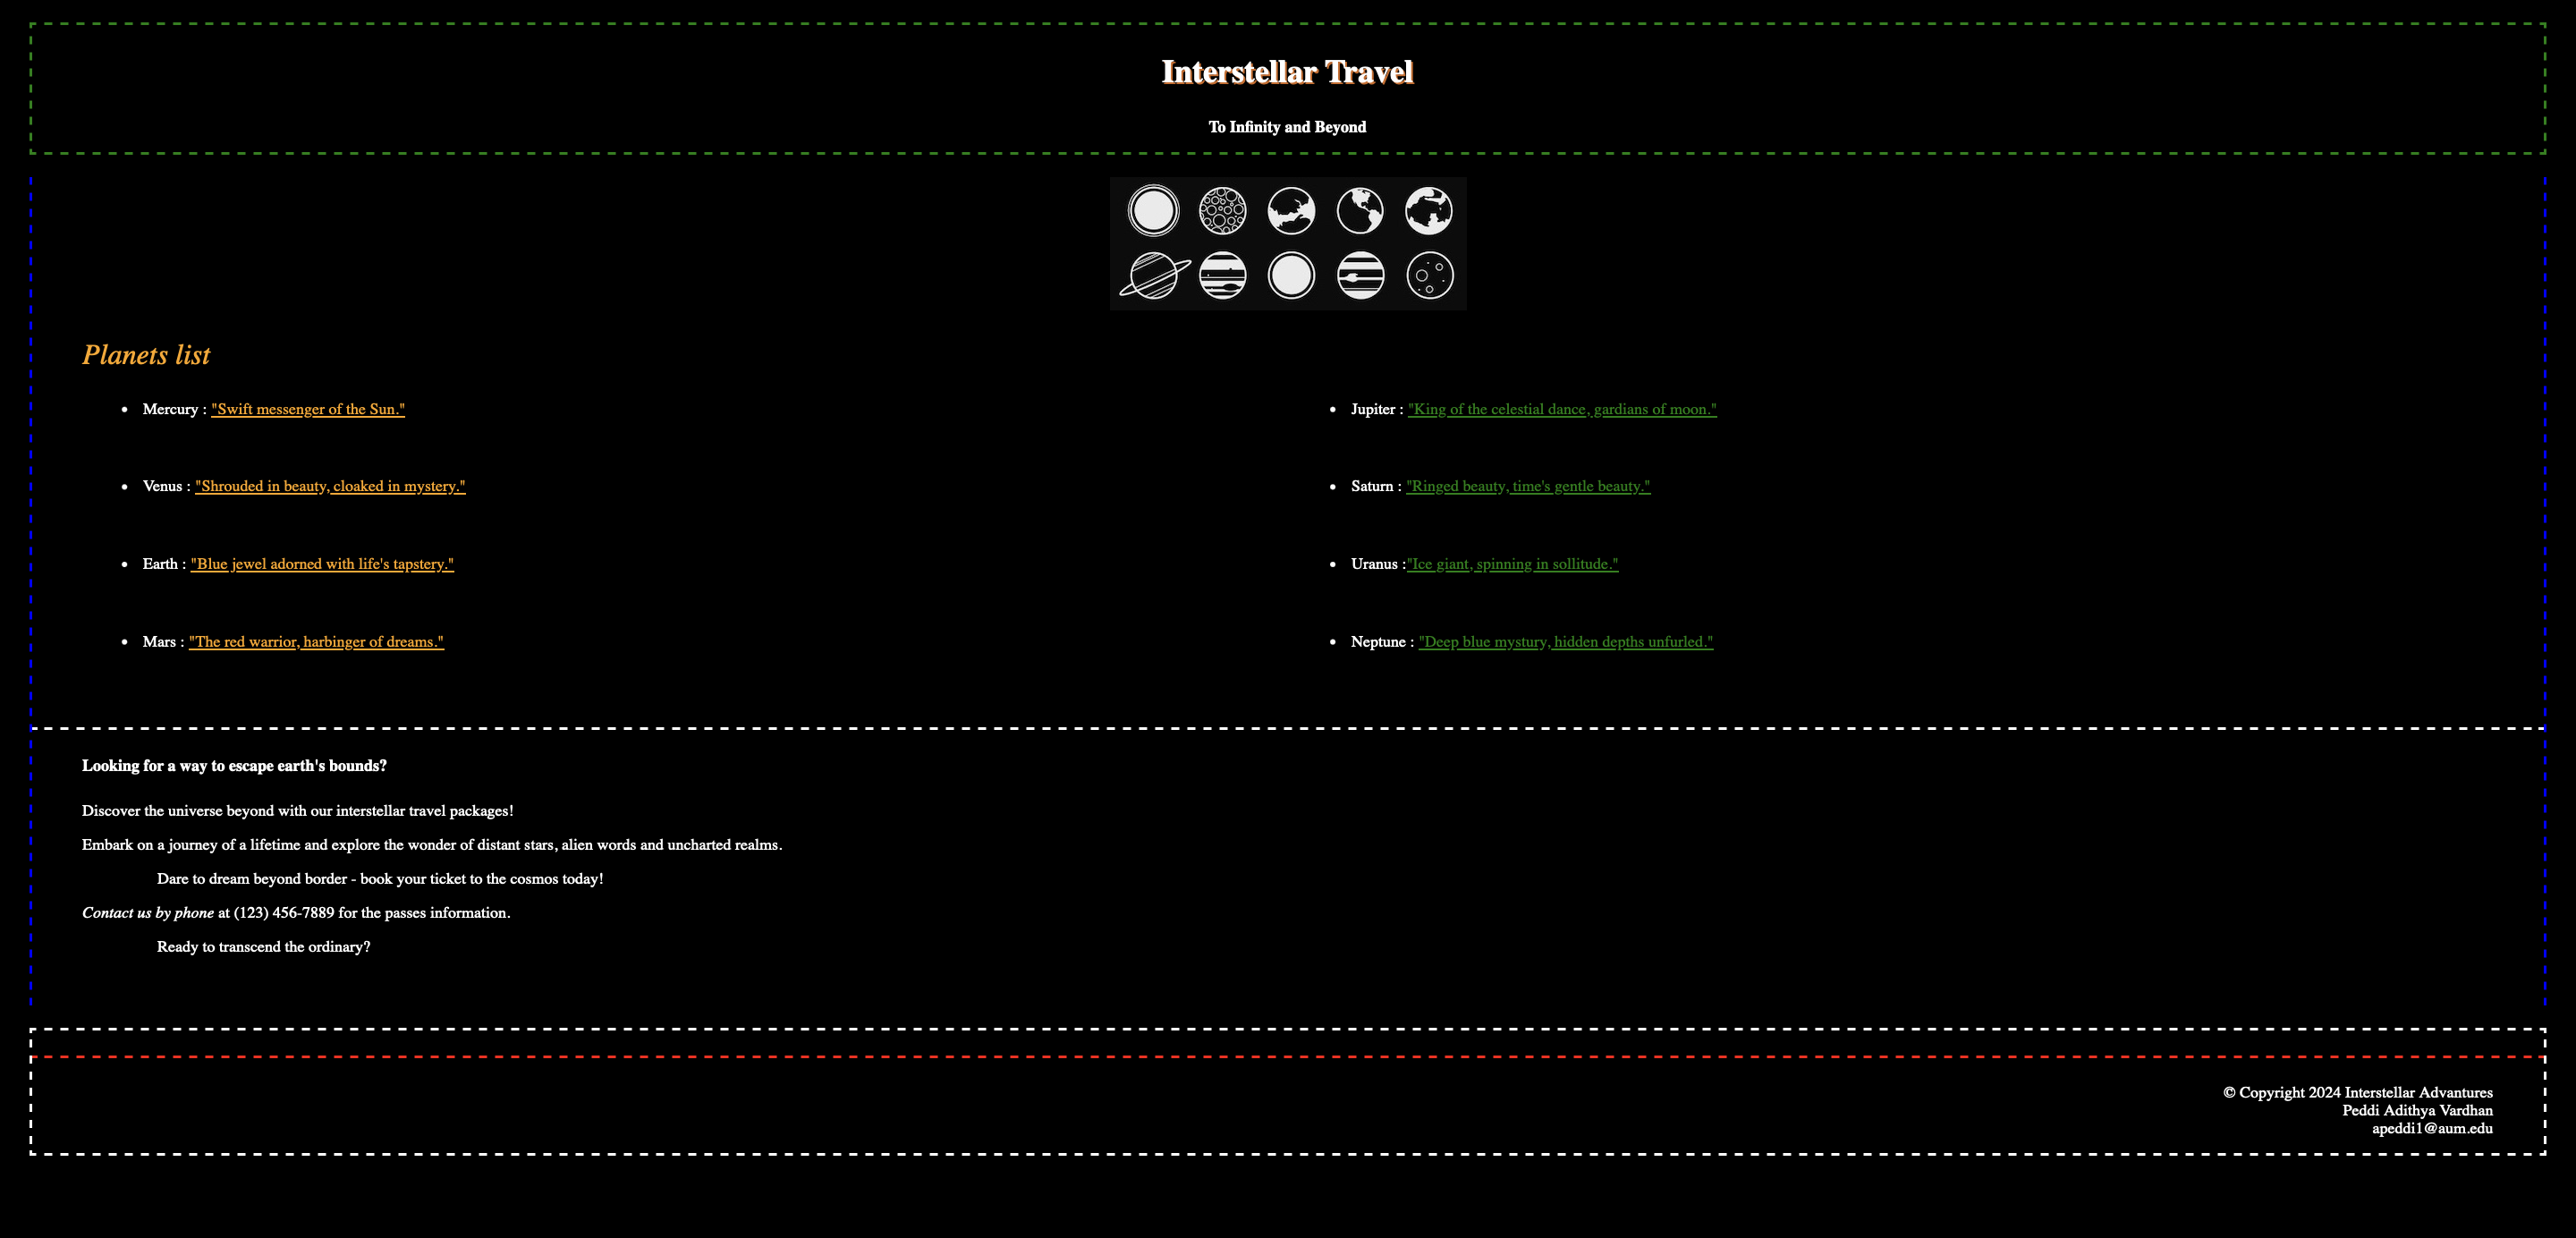 Interstellar Travel
To Infinity and Beyond
Planets list
Mercury : "Swift messenger of the Sun."
Venus : "Shrouded in beauty, cloaked in mystery."
Earth : "Blue jewel adorned with life's tapstery."
Mars : "The red warrior, harbinger of dreams."
Jupiter : "King of the celestial dance, gardians of moon."
Saturn : "Ringed beauty, time's gentle beauty."
Uranus :"Ice giant, spinning in sollitude."
Neptune : "Deep blue mystury, hidden depths unfurled."
Looking for a way to escape earth's bounds?
Discover the universe beyond with our interstellar travel packages!
Embark on a journey of a lifetime and explore the wonder of distant stars, alien words and uncharted realms.
Dare to dream beyond border - book your ticket to the cosmos today!
Contact us by phone at (123) 456-7889 for the passes information.
Ready to transcend the ordinary?
© Copyright 2024 Interstellar Advantures
Peddi Adithya Vardhan
apeddi1@aum.edu